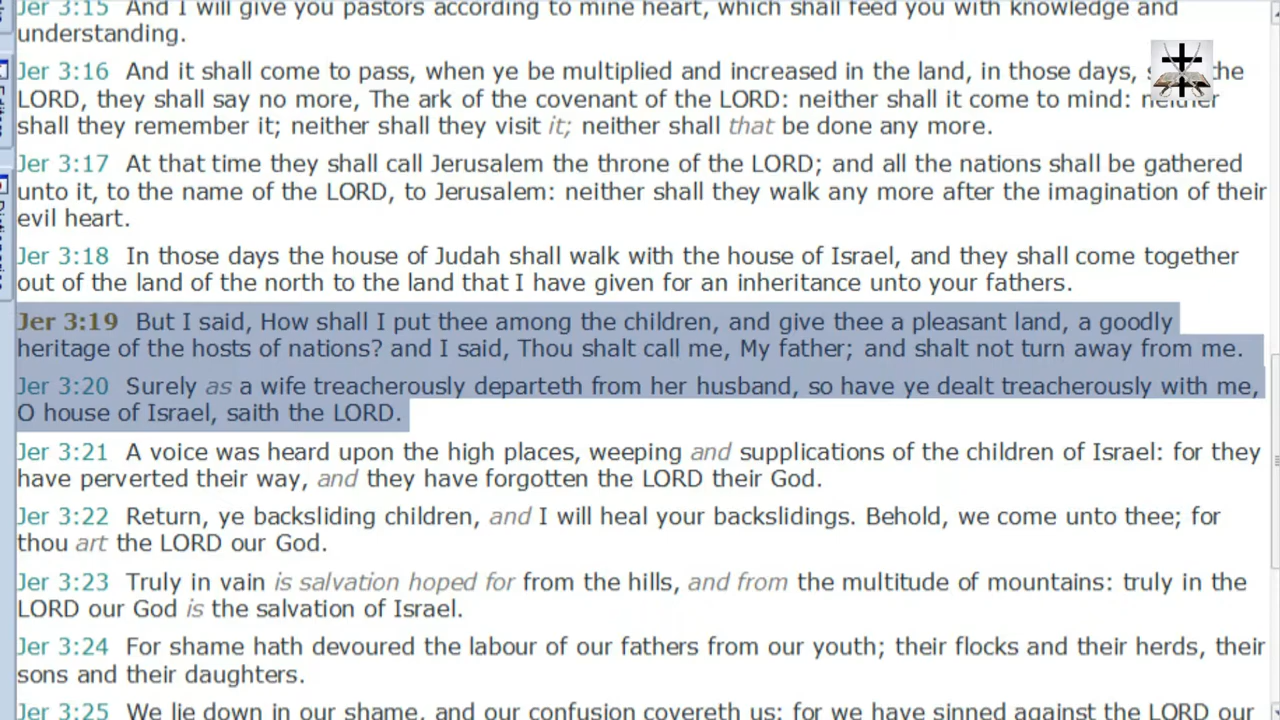 Jer 3:15 And I will give you pastors according to mine heart, which shall feed you with knowledge and
understanding.
Jer 3:16 And it shall come to pass, when ye be multiplied and increased in the land, in those days, the
LORD, they shall say no more, The ark of the covenant of the LORD: neither shall it come to mind: neither
shall they remember it; neither shall they visit it; neither shall that be done any more.
Jer 3:17 At that time they shall call Jerusalem the throne of the LORD; and all the nations shall be gathered
unto it, to the name of the LORD, to Jerusalem: neither shall they walk any more after the imagination of their
evil heart.
Jer 3:18 In those days the house of Judah shall walk with the house of Israel, and they shall come together
out of the land of the north to the land that I have given for an inheritance unto your fathers.
Jer 3:19 But I said, How shall I put thee among the children, and give thee a pleasant land, a goodly
heritage of the hosts of nations? and I said, Thou shalt call me, My father; and shalt not turn away from me.
Jer 3:20 Surely as a wife treacherously departeth from her husband, so have ye dealt treacherously with me,
O house of Israel, saith the LORD.
Jer 3:21 A voice was heard upon the high places, weeping and supplications of the children of Israel: for they
have perverted their way, and they have forgotten the LORD their God.
Jer 3:22 Return, ye backsliding children, and I will heal your backslidings. Behold, we come unto thee; for
thou art the LORD our God.
Jer 3:23 Truly in vain is salvation hoped for from the hills, and from the multitude of mountains: truly in the
LORD our God is the salvation of Israel.
Jer 3:24 For shame hath devoured the labour of our fathers from our youth; their flocks and their herds, their
sons and their daughters.
Jer 3:25 We lie down in our shame, and our confusion covereth us: for we have sinned against the LORD our